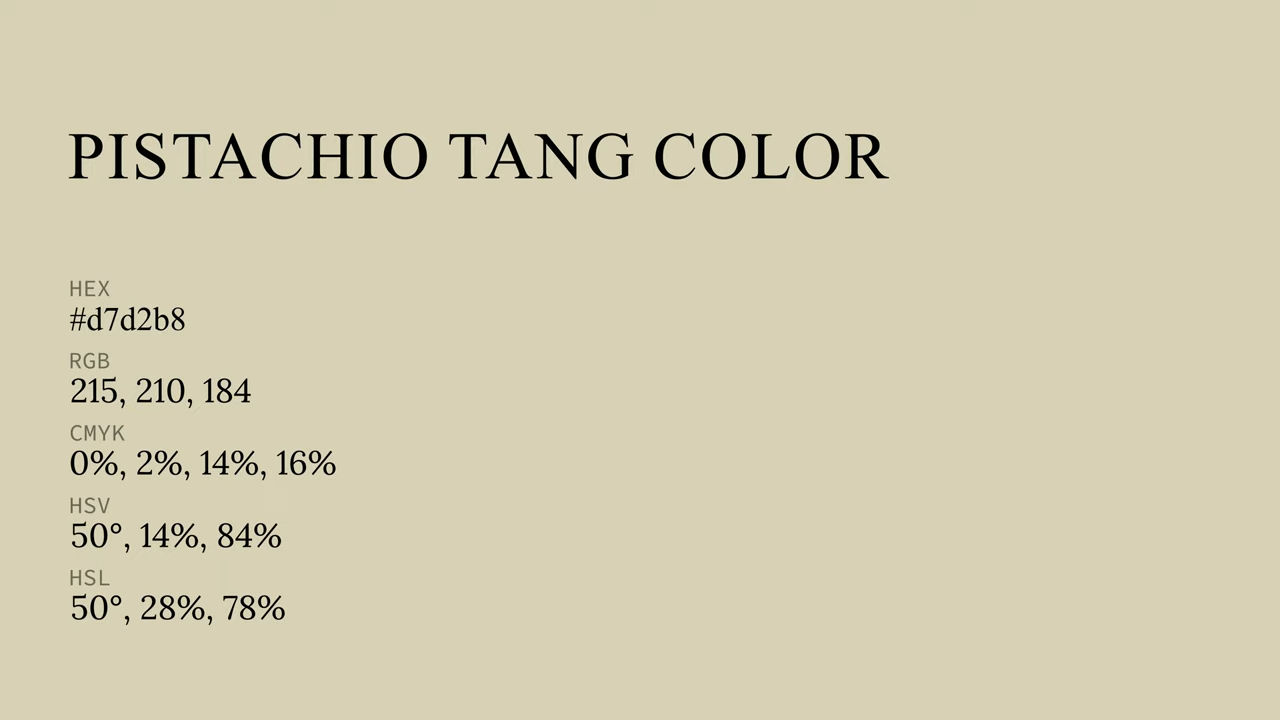 PISTACHIO TANG COLOR
HEX
#d7d2b8
RGB
215, 210, 184
CMYK
0%, 2%, 14%, 16%
HSV
50°, 14%, 84%
HSL
50°, 28%, 78%